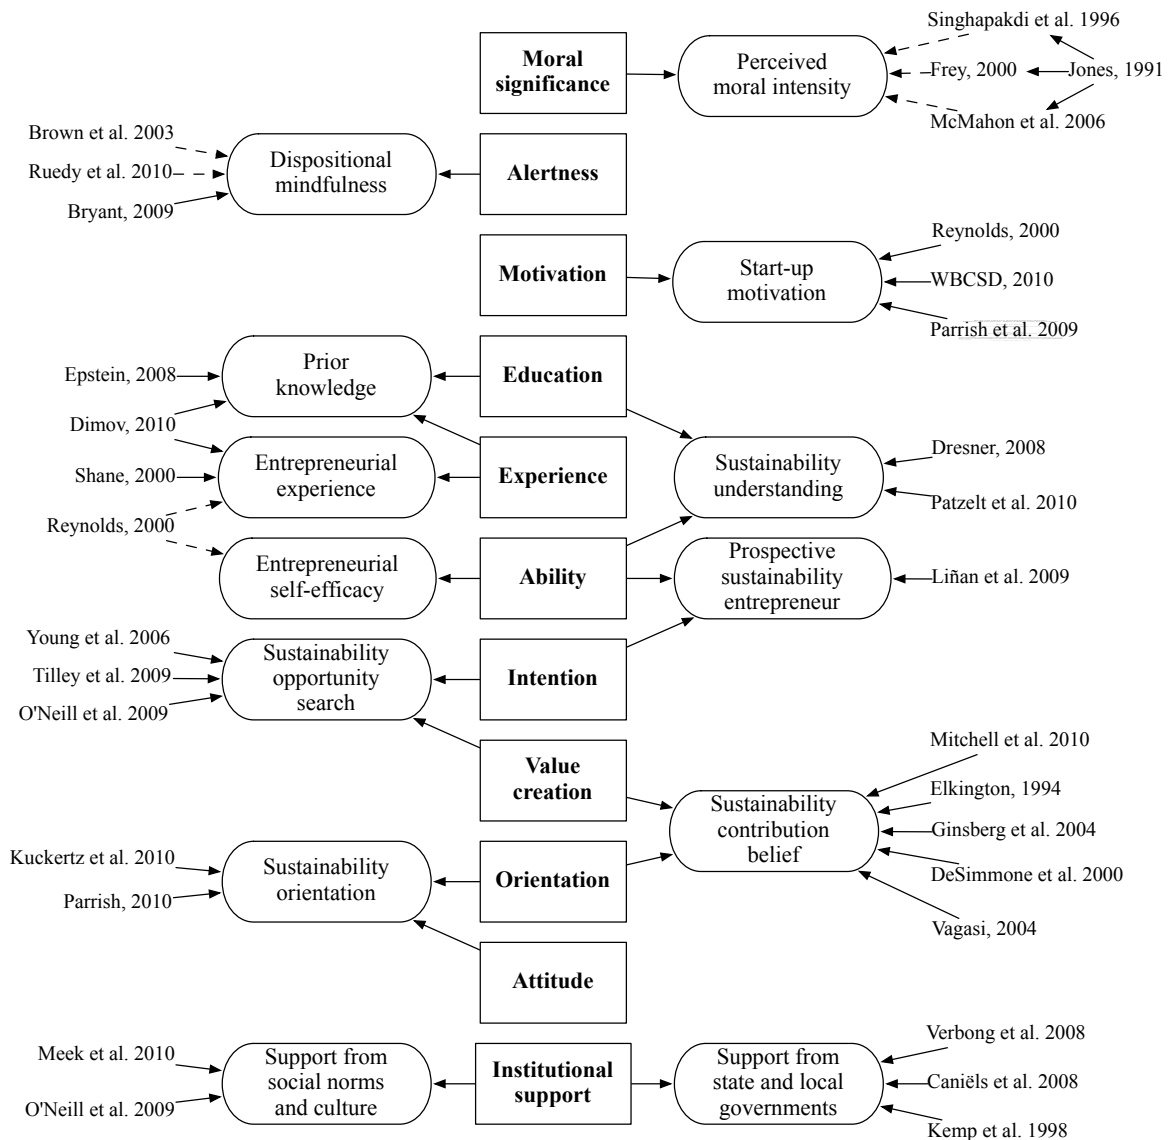 Singhapakdi et al. 1996
Moral
significance
Perceived
moral intensity
Frey, 2000
Jones, 1991
McMahon et al. 2006
Brown et al. 2003
Ruedy et al. 2010
Bryant, 2009
Dispositional
mindfulness
Alertness
Motivation
Start-up
motivation
Reynolds, 2000
WBCSD, 2010
Parrish et al. 2009
Epstein, 2008
Prior
knowledge
Education
Dimov, 2010
Shane, 2000
Reynolds, 2000
Entrepreneurial
experience
Experience
Sustainability
understanding
Dresner, 2008
Patzelt et al. 2010
Entrepreneurial
self-efficacy
Ability
Prospective
sustainability
entrepreneur
Liñan et al. 2009
Young et al. 2006
Tilley et al. 2009
O'Neill et al. 2009
Sustainability
opportunity
search
Intention
Value
creation
Sustainability
contribution
belief
Mitchell et al. 2010
Elkington, 1994
Ginsberg et al. 2004
DeSimmone et al. 2000
Vagasi, 2004
Kuckertz et al. 2010
Parrish, 2010
Sustainability
orientation
Orientation
Attitude
Meek et al. 2010
O'Neill et al. 2009
Support from
social norms
and culture
Institutional
support
Support from
state and local
governments
Verbong et al. 2008
Caniëls et al. 2008
Kemp et al. 1998